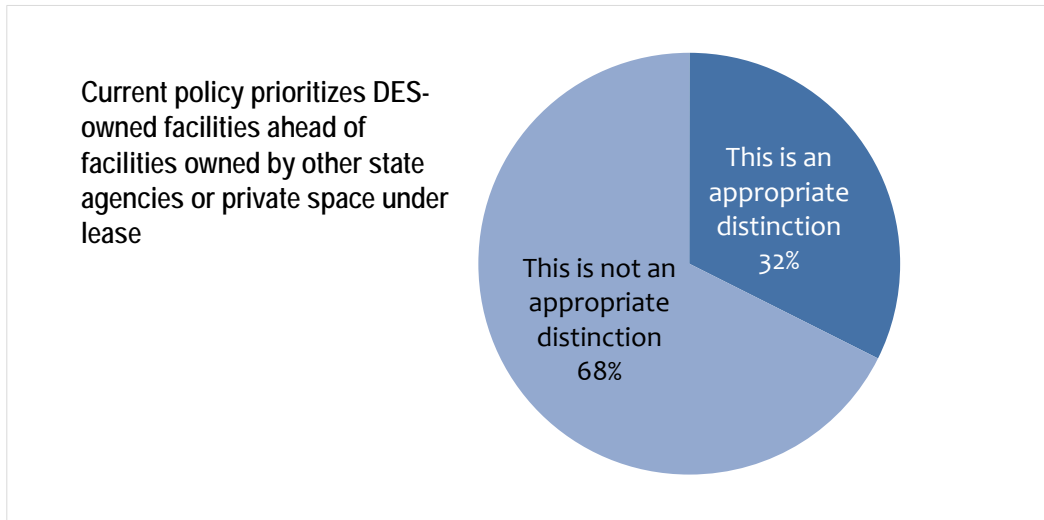 Current policy prioritizes DES-
owned facilities ahead of
facilities owned by other state
agencies or private space under
lease
This is an
appropriate
distinction
32%
This is not an
appropriate
distinction
68%